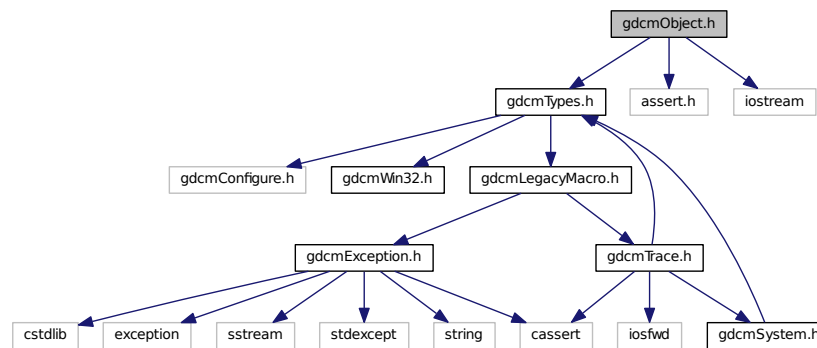 gdcmObject.h
gdcmTypes.h
assert.h
iostream
gdcmConfigure.h
gdcmWin32.h
gdcmLegacyMacro.h
gdcmException.h
gdcmTrace.h
cstdlib
exception
sstream
stdexcept
string
cassert
iosfwd
gdcmSystem.h